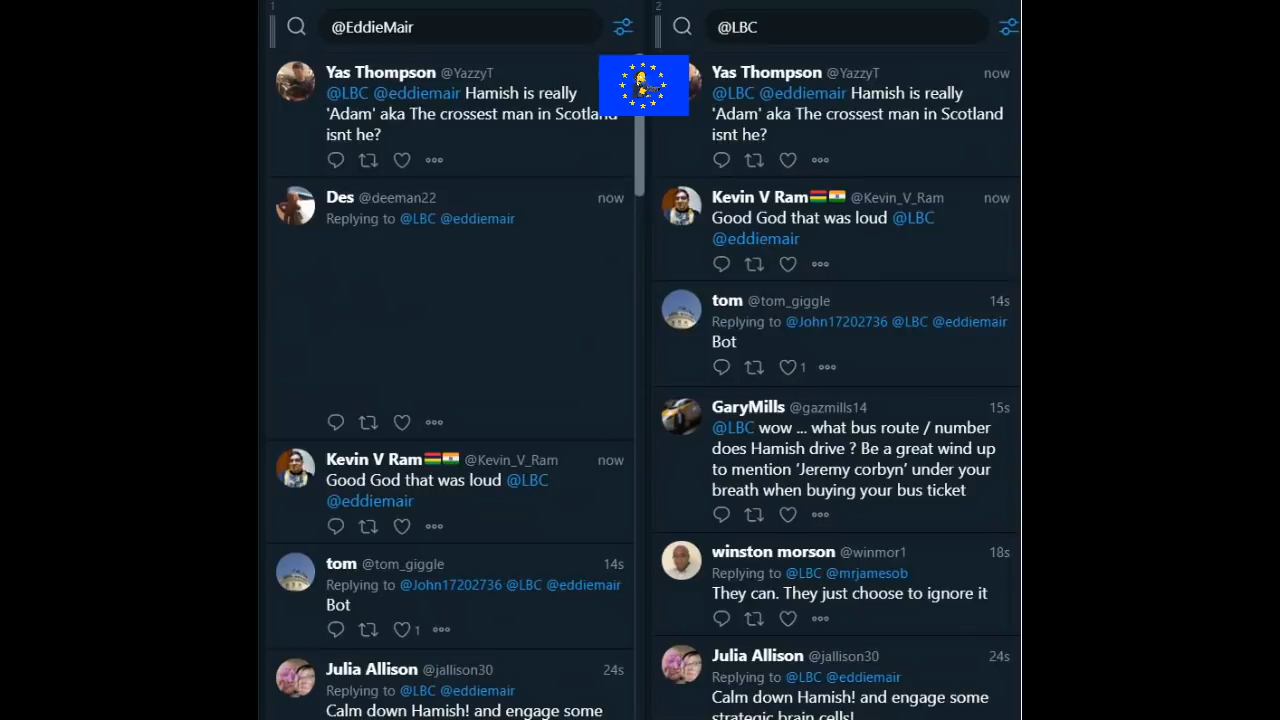 1
@EddieMair
Yas Thompson @YazzyT
@LBC @eddiemair Hamish is really
'Adam' aka The crossest man in Scotland
isnt he?
Des @deeman22 now
Replying to @LBC @eddiemair
Kevin V Ram @Kevin_V_Ram now
Good God that was loud @LBC
@eddiemair
tom @tom_giggle 14s
Replying to @John17202736 @LBC @eddiemair
Bot
1
Julia Allison @jallison30 24s
Replying to @LBC @eddiemair
Calm down Hamish! and engage some
2
@LBC
Yas Thompson @YazzyT now
@LBC @eddiemair Hamish is really
'Adam' aka The crossest man in Scotland
isnt he?
Kevin V Ram @Kevin_V_Ram now
Good God that was loud @LBC
@eddiemair
tom @tom_giggle 14s
Replying to @John17202736 @LBC @eddiemair
Bot
1
GaryMills @gazmills14 15s
@LBC wow ... what bus route / number
does Hamish drive ? Be a great wind up
to mention ‘Jeremy corbyn’ under your
breath when buying your bus ticket
winston morson @winmor1 18s
Replying to @LBC @mrjamesob
They can. They just choose to ignore it
Julia Allison @jallison30 24s
Replying to @LBC @eddiemair
Calm down Hamish! and engage some
strategic brain cells!